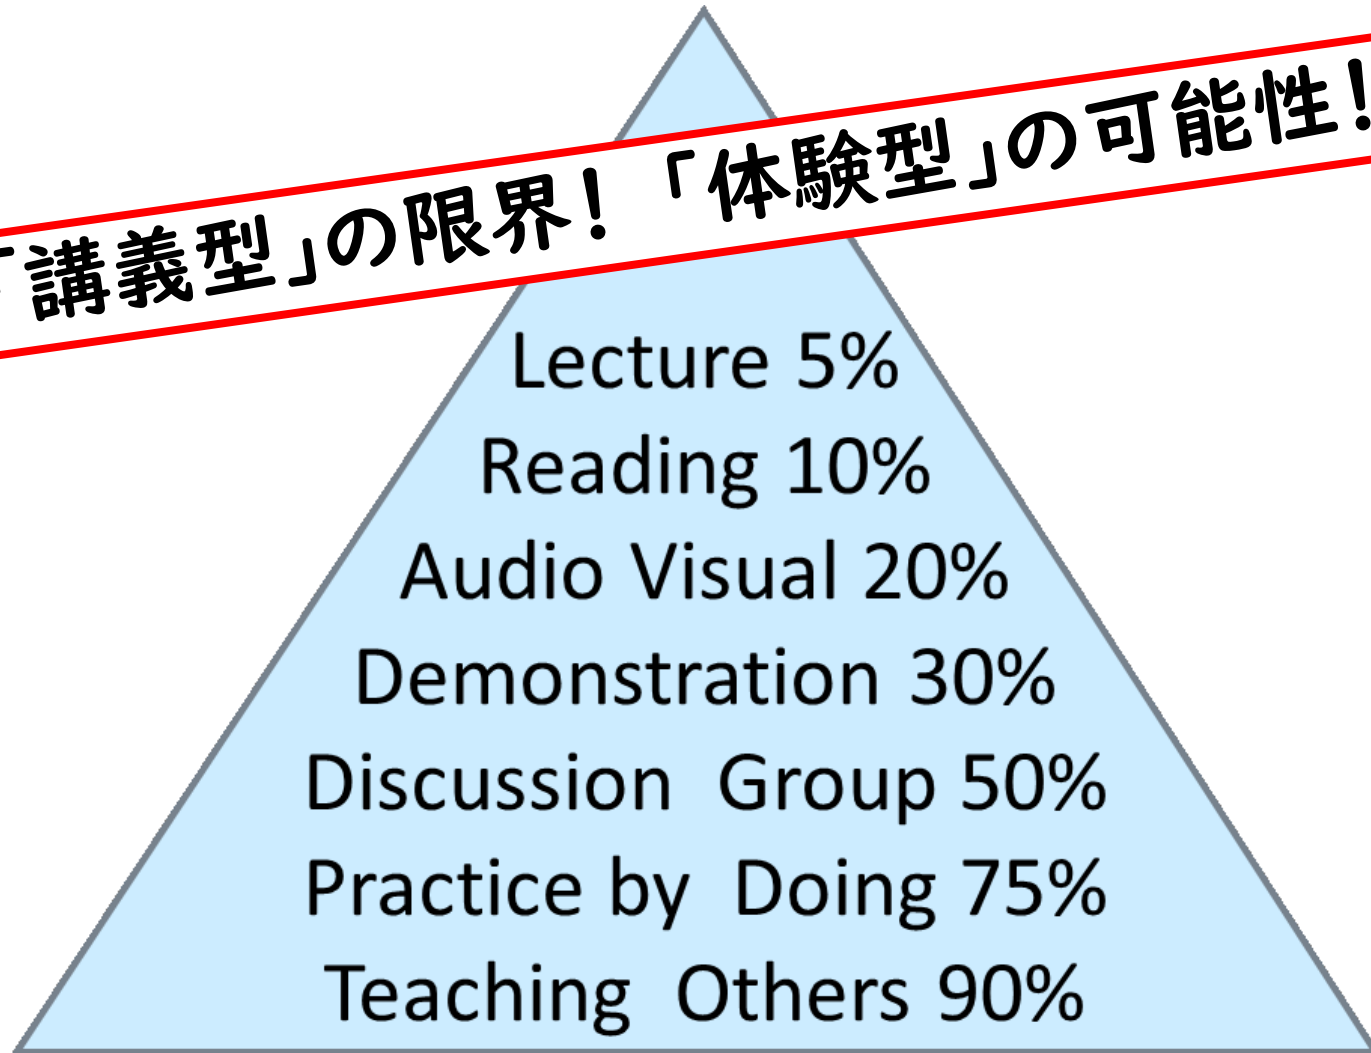 「講義型」の限界!「体験型」の可能性!
Lecture 5%
Reading 10%
Audio Visual 20%
Demonstration 30%
Discussion Group 50%
Practice by Doing 75%
Teaching Others 90%